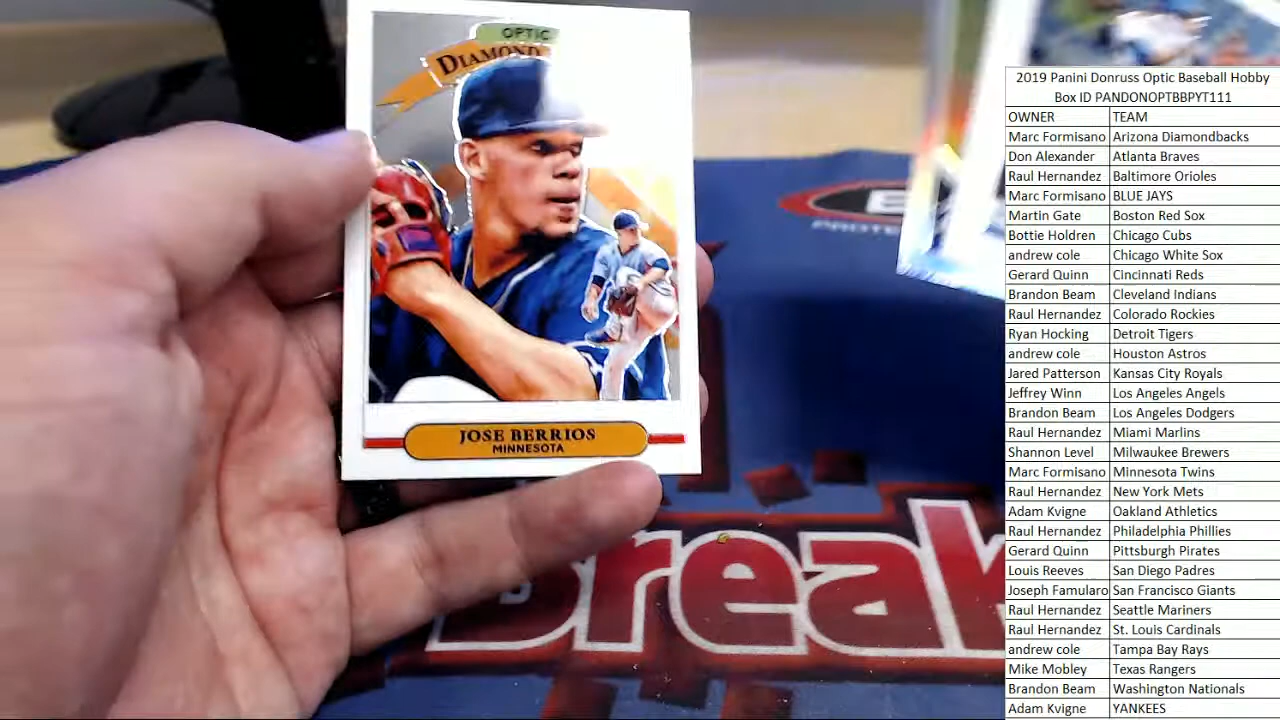 OPTIC
DIAMOND
JOSE BERRIOS
MINNESOTA
PROTE
Break
2019 Panini Donruss Optic Baseball Hobby
Box ID PANDONOPTBBPYT111
OWNER TEAM
Marc Formisano Arizona Diamondbacks
Don Alexander Atlanta Braves
Raul Hernandez Baltimore Orioles
Marc Formisano BLUE JAYS
Martin Gate Boston Red Sox
Bottie Holdren Chicago Cubs
andrew cole Chicago White Sox
Gerard Quinn Cincinnati Reds
Brandon Beam Cleveland Indians
Raul Hernandez Colorado Rockies
Ryan Hocking Detroit Tigers
andrew cole Houston Astros
Jared Patterson Kansas City Royals
Jeffrey Winn Los Angeles Angels
Brandon Beam Los Angeles Dodgers
Raul Hernandez Miami Marlins
Shannon Level Milwaukee Brewers
Marc Formisano Minnesota Twins
Raul Hernandez New York Mets
Adam Kvigne Oakland Athletics
Raul Hernandez Philadelphia Phillies
Gerard Quinn Pittsburgh Pirates
Louis Reeves San Diego Padres
Joseph Famularo San Francisco Giants
Raul Hernandez Seattle Mariners
Raul Hernandez St. Louis Cardinals
andrew cole Tampa Bay Rays
Mike Mobley Texas Rangers
Brandon Beam Washington Nationals
Adam Kvigne YANKEES